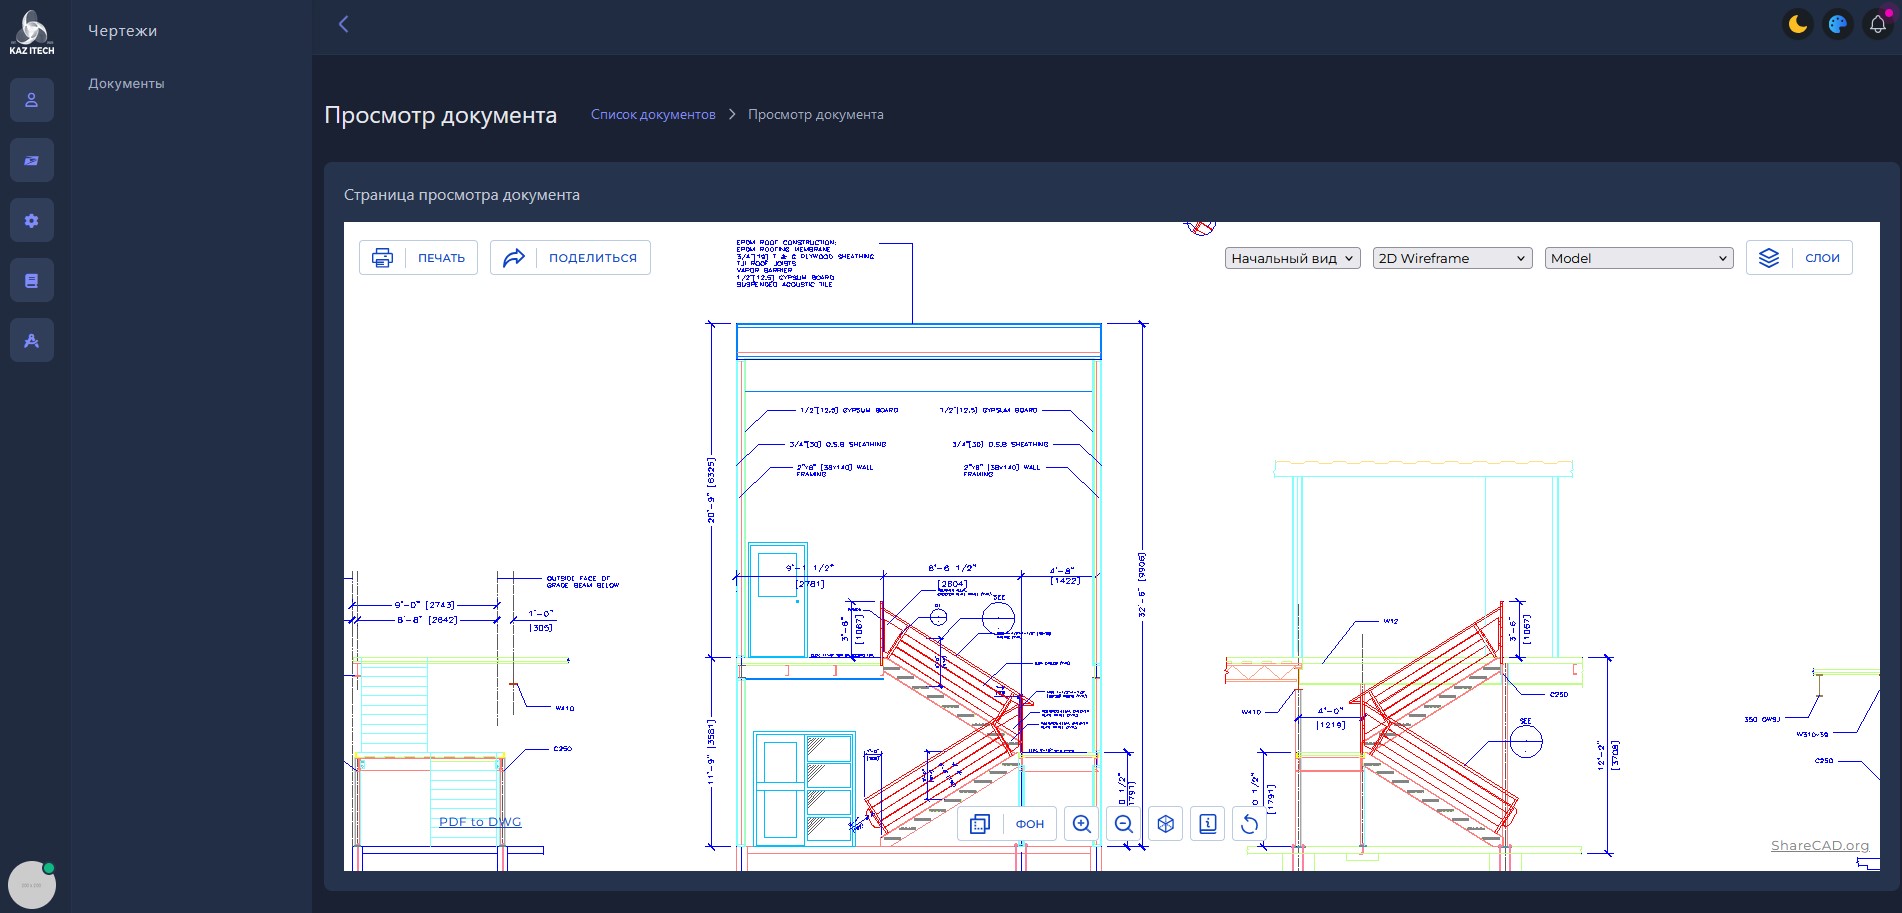 KAZ ITECH
Чертежи
Документы
Просмотр документа
Список документов
Просмотр документа
Страница просмотра документа
ПЕЧАТЬ
ПОДЕЛИТЬСЯ
Начальный вид
2D Wireframe
Model
СЛОИ
EPDM ROOF CONSTRUCTION:
EPDM ROOFING MEMBRANE
3/4"[19] T & G PLYWOOD SHEATHING
TJI ROOF JOISTS
VAPOR BARRIER
1/2"[12.5] GYPSUM BOARD
SUSPENDED ACOUSTIC TILE
1/2"[12.5] GYPSUM BOARD
1/2"[12.5] GYPSUM BOARD
3/4"[30] O.S.B SHEATHING
3/4"[30] O.S.B SHEATHING
2"x6" [38x140] WALL
FRAMING
2"x6" [38x140] WALL
FRAMING
20'-9" [6325]
32'-6" [9906]
9'-1 1/2"
[2781]
8'-6 1/2"
[2604]
4'-8"
[1422]
OUTSIDE FACE OF
GRADE BEAM BELOW
9'-0" [2743]
8'-8" [2642]
1'-0"
[305]
SEE
3'-6"
[1067]
W410
C250
11'-9" [3581]
W12
3'-6"
[1067]
C250
W410
4'-0"
[1219]
SEE
12'-2"
[3708]
350 OWSJ
W310x39
C250
0 1/2"
1791]
0 1/2"
[1791]
PDF to DWG
ФОН
ShareCAD.org